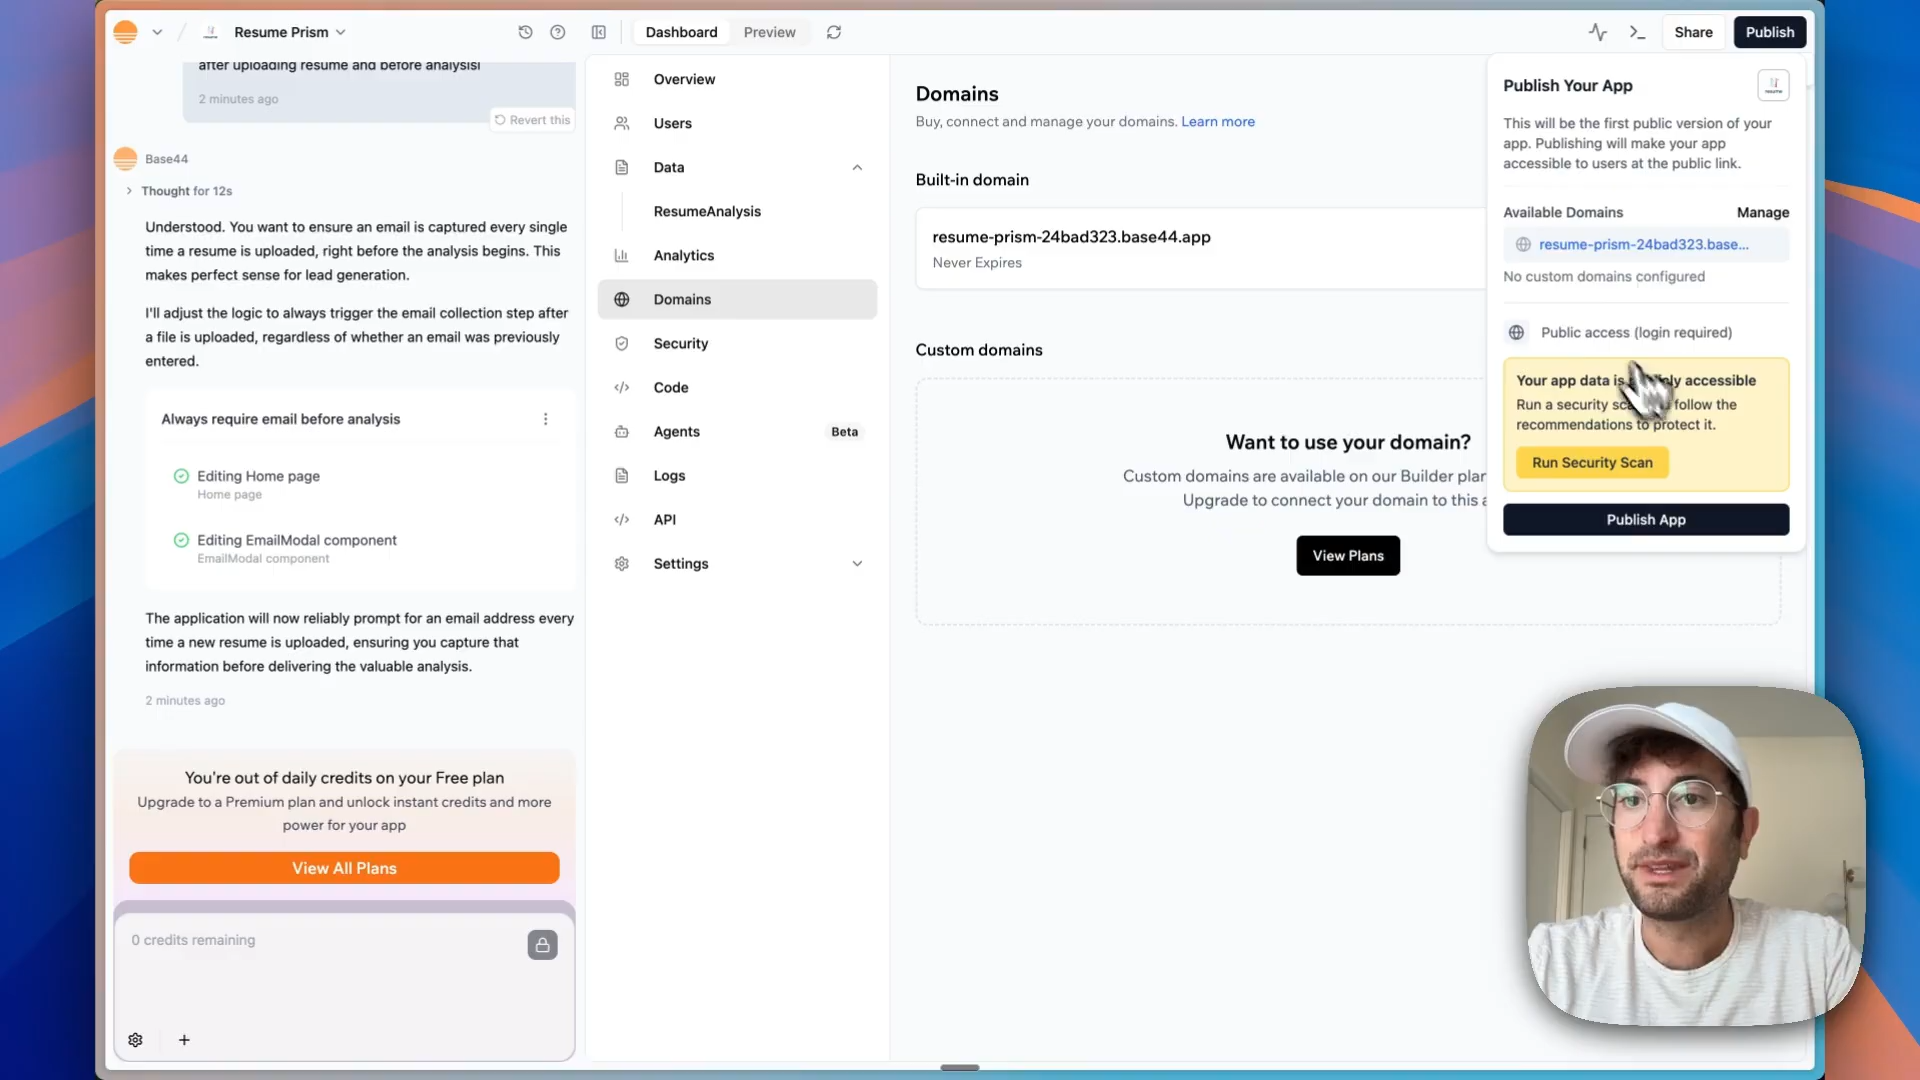 Resume Prism
Dashboard
Preview
Share
Publish
after uploading resume and before analysisl
2 minutes ago
Revert this
Base44
Thought for 12s
Understood. You want to ensure an email is captured every single
time a resume is uploaded, right before the analysis begins. This
makes perfect sense for lead generation.
I'll adjust the logic to always trigger the email collection step after
a file is uploaded, regardless of whether an email was previously
entered.
Always require email before analysis
Editing Home page
Home page
Editing EmailModal component
EmailModal component
The application will now reliably prompt for an email address every
time a new resume is uploaded, ensuring you capture that
information before delivering the valuable analysis.
2 minutes ago
You're out of daily credits on your Free plan
Upgrade to a Premium plan and unlock instant credits and more
power for your app
View All Plans
0 credits remaining
Overview
Users
Data
ResumeAnalysis
Analytics
Domains
Security
Code
Agents
Beta
Logs
API
Settings
Domains
Buy, connect and manage your domains. Learn more
Built-in domain
resume-prism-24bad323.base44.app
Never Expires
Custom domains
Want to use your domain?
Custom domains are available on our Builder plan
Upgrade to connect your domain to this
View Plans
Publish Your App
This will be the first public version of your
app. Publishing will make your app
accessible to users at the public link.
Available Domains
Manage
resume-prism-24bad323.base...
No custom domains configured
Public access (login required)
Your app data is accessible
Run a security follow the
recommendations to protect it.
Run Security Scan
Publish App